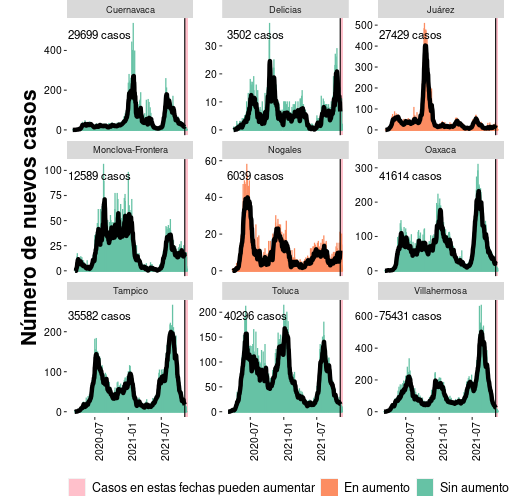 Número de nuevos casos
Cuernavaca
Delicias
Juárez
29699 casos
3502 casos
27429 casos
400
200
0
30
20
10
0
500
400
300
200
100
0
Monclova-Frontera
Nogales
Oaxaca
12589 casos
6039 casos
41614 casos
100
75
50
25
0
60
40
20
0
300
200
100
0
Tampico
Toluca
Villahermosa
35582 casos
40296 casos
75431 casos
200
100
0
200
150
100
50
0
600
400
200
0
2020-07
2021-01
2021-07
2020-07
2021-01
2021-07
2020-07
2021-01
2021-07
Casos en estas fechas pueden aumentar
En aumento
Sin aumento